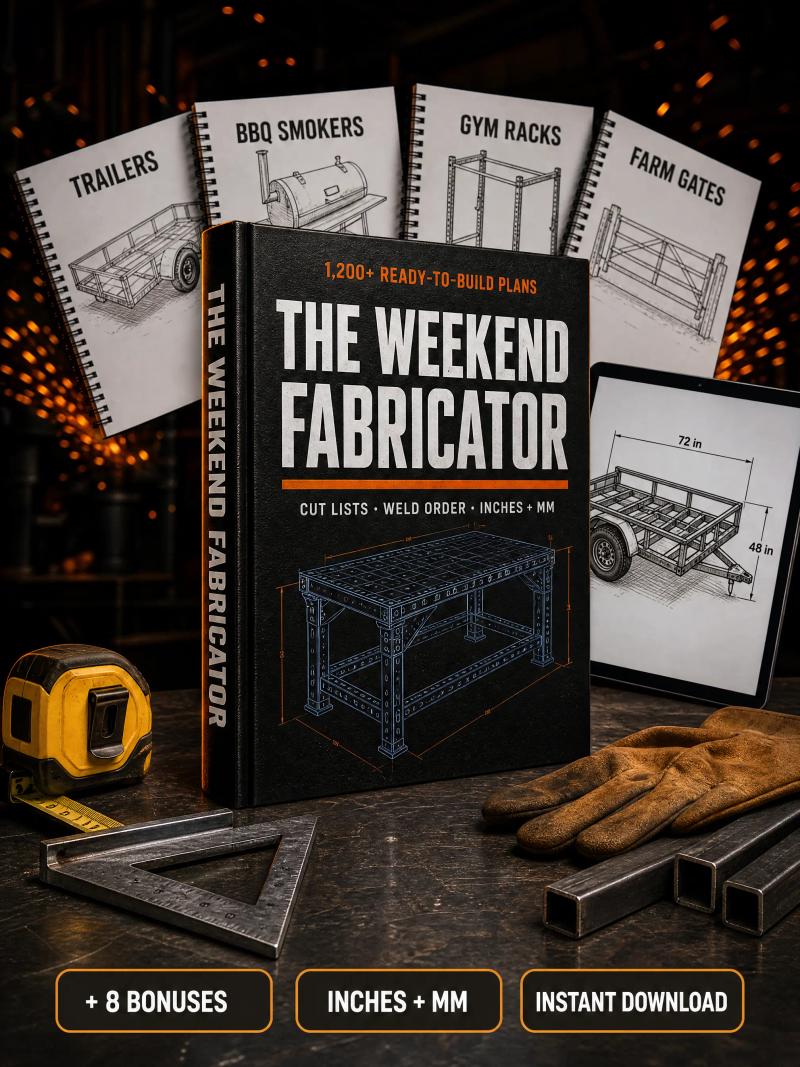 TRAILERS
BBQ SMOKERS
GYM RACKS
FARM GATES
1,200+ READY-TO-BUILD PLANS
THE WEEKEND
FABRICATOR
CUT LISTS • WELD ORDER • INCHES + MM
THE WEEKEND FABRICATOR
72 in
48 in
+ 8 BONUSES
INCHES + MM
INSTANT DOWNLOAD